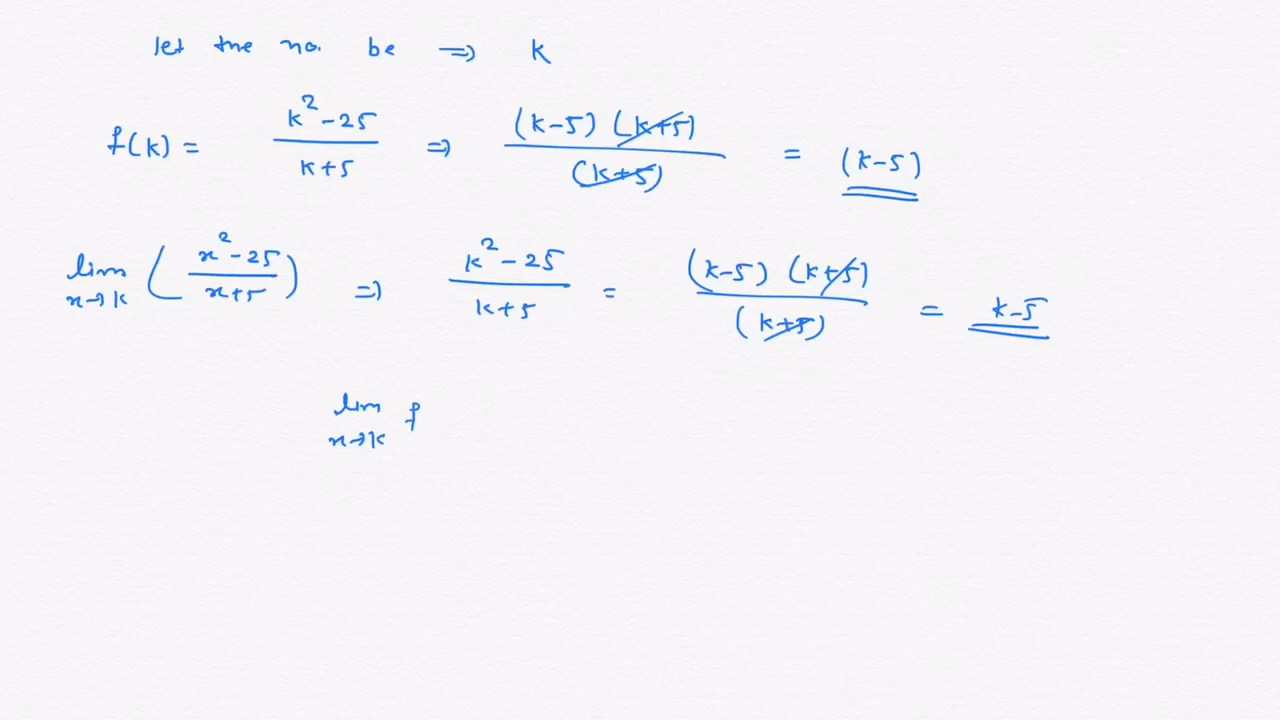 let the no. be ⇒ k
f(k) = k²-25 / k+5 ⇒ (k-5) (k+5) / (k+5) = (k-5)
lim x→k (x²-25 / x+5) ⇒ k²-25 / k+5 = (k-5) (k+5) / (k+5) = k-5
lim x→k f